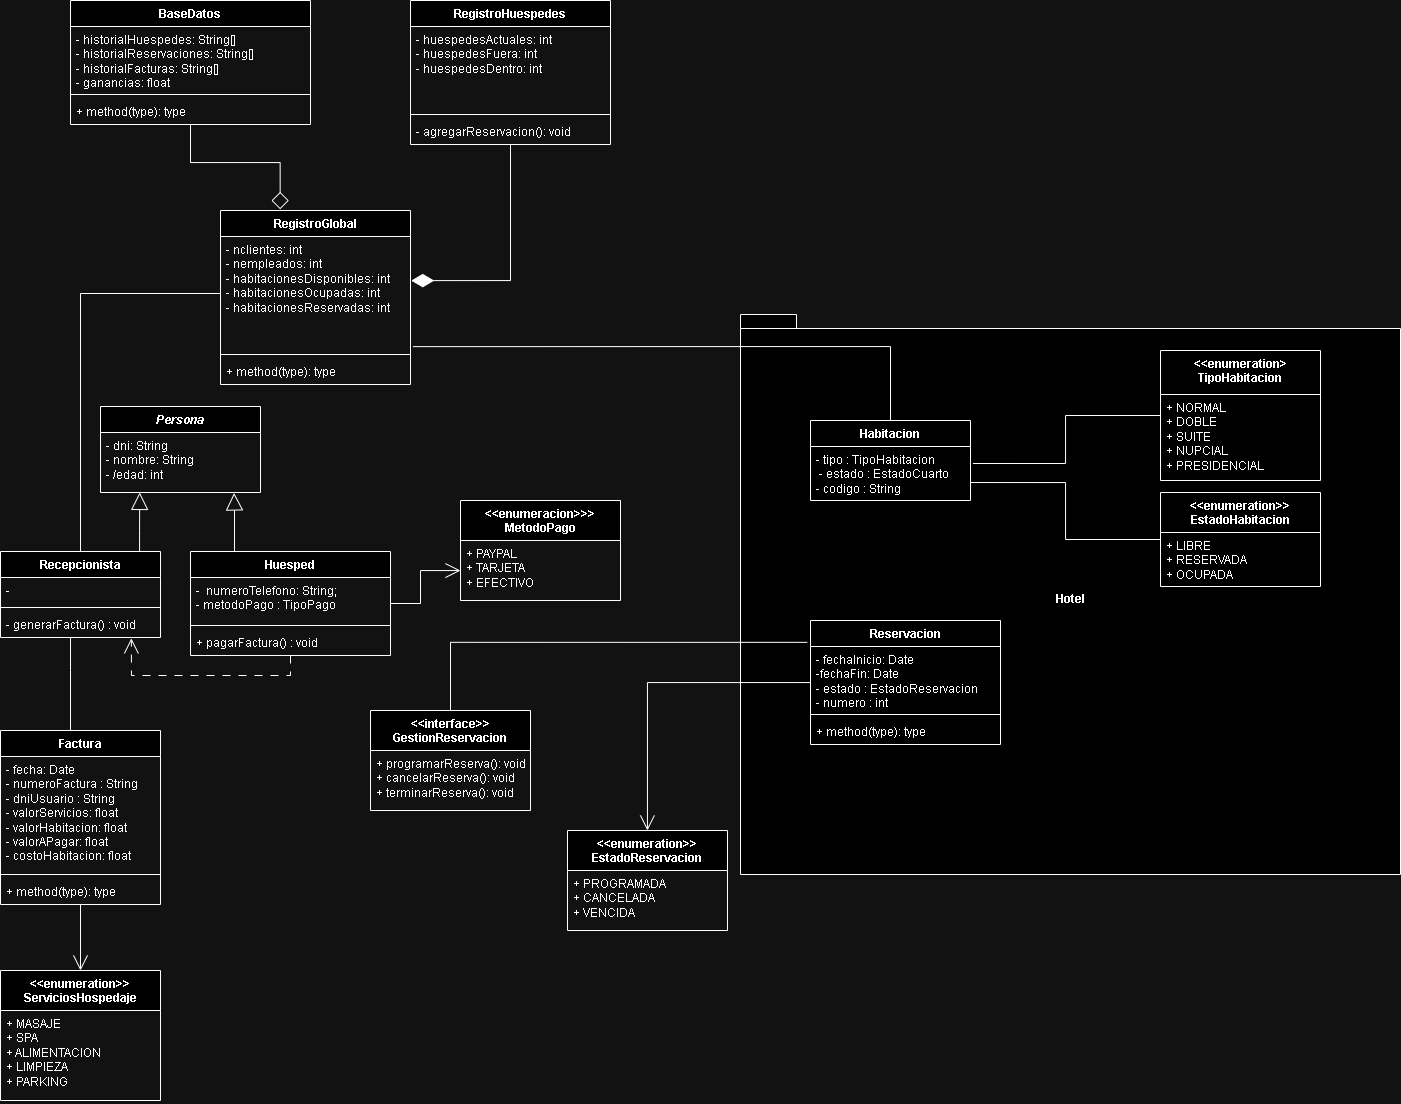 BaseDatos
- historialHuespedes: String[]
- historialReservaciones: String[]
- historialFacturas: String[]
- ganancias: float
+ method(type): type
RegistroHuespedes
- huespedesActuales: int
- huespedesFuera: int
- huespedesDentro: int
- agregarReservacion(): void
RegistroGlobal
- nclientes: int
- nempleados: int
- habitacionesDisponibles: int
- habitacionesOcupadas: int
- habitacionesReservadas: int
+ method(type): type
Persona
- dni: String
- nombre: String
- /edad: int
Recepcionista
-
- generarFactura() : void
Huesped
- numeroTelefono: String;
- metodoPago : TipoPago
+ pagarFactura() : void
<<enumeracion>>>
MetodoPago
+ PAYPAL
+ TARJETA
+ EFECTIVO
Habitacion
- tipo : TipoHabitacion
- estado : EstadoCuarto
- codigo : String
<<enumeration>
TipoHabitacion
+ NORMAL
+ DOBLE
+ SUITE
+ NUPCIAL
+ PRESIDENCIAL
<<enumeration>>
EstadoHabitacion
+ LIBRE
+ RESERVADA
+ OCUPADA
Hotel
Reservacion
- fechaInicio: Date
-fechaFin: Date
- estado : EstadoReservacion
- numero : int
+ method(type): type
<<interface>>
GestionReservacion
+ programarReserva(): void
+ cancelarReserva(): void
+ terminarReserva(): void
Factura
- fecha: Date
- numeroFactura : String
- dniUsuario : String
- valorServicios: float
- valorHabitacion: float
- valorAPagar: float
- costoHabitacion: float
+ method(type): type
<<enumeration>>
EstadoReservacion
+ PROGRAMADA
+ CANCELADA
+ VENCIDA
<<enumeration>>
ServiciosHospedaje
+ MASAJE
+ SPA
+ ALIMENTACION
+ LIMPIEZA
+ PARKING